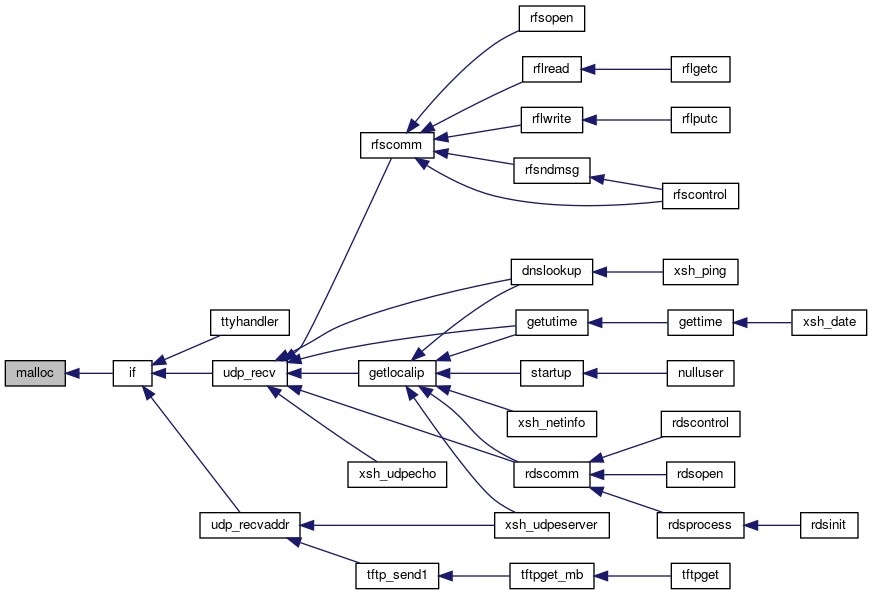 rfsopen
rflread
rflgetc
rflwrite
rflputc
rfscomm
rfsndmsg
rfscontrol
dnslookup
xsh_ping
ttyhandler
getutime
gettime
xsh_date
malloc
if
udp_recv
getlocalip
startup
nulluser
xsh_netinfo
rdscontrol
xsh_udpecho
rdscomm
rdsopen
udp_recvaddr
xsh_udpeserver
rdsprocess
rdsinit
tftp_send1
tftpget_mb
tftpget